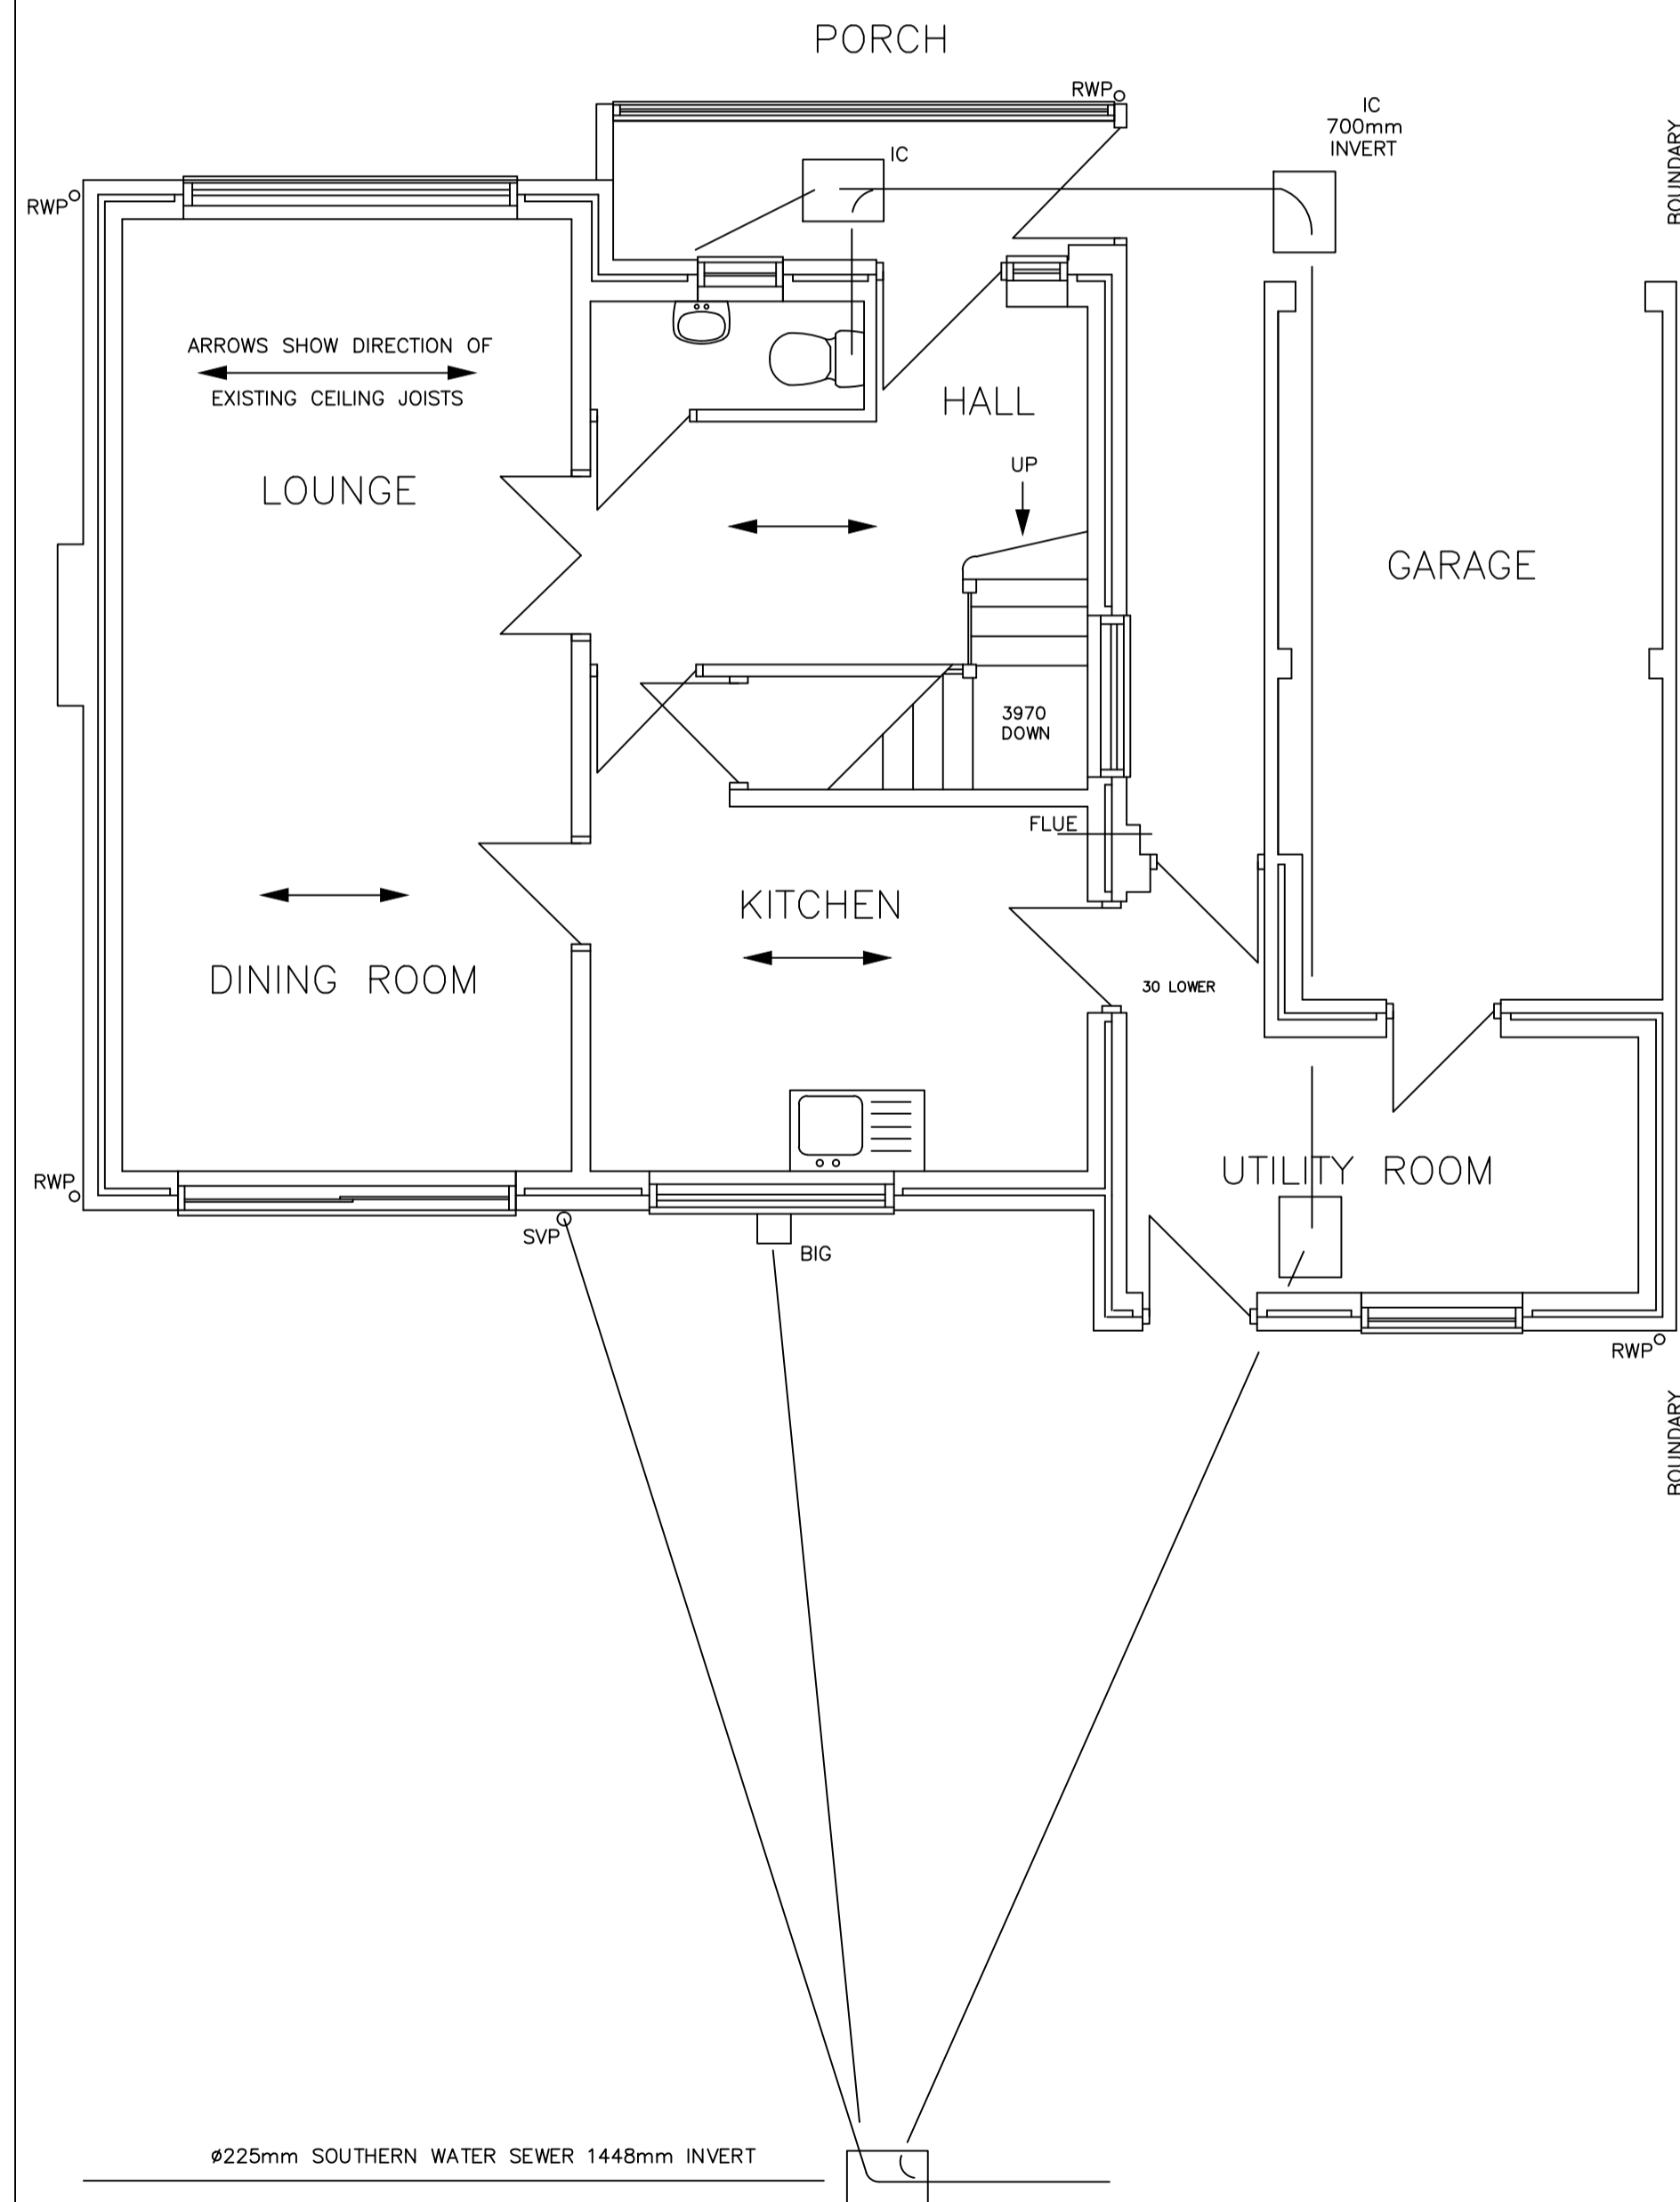 PORCH
RWP
IC
700mm
INVERT
BOUNDARY
IC
RWP
ARROWS SHOW DIRECTION OF
EXISTING CEILING JOISTS
HALL
UP
LOUNGE
GARAGE
3970
DOWN
FLUE
KITCHEN
DINING ROOM
30 LOWER
UTILITY ROOM
RWP
SVP
BIG
RWP
BOUNDARY
ø225mm SOUTHERN WATER SEWER 1448mm INVERT